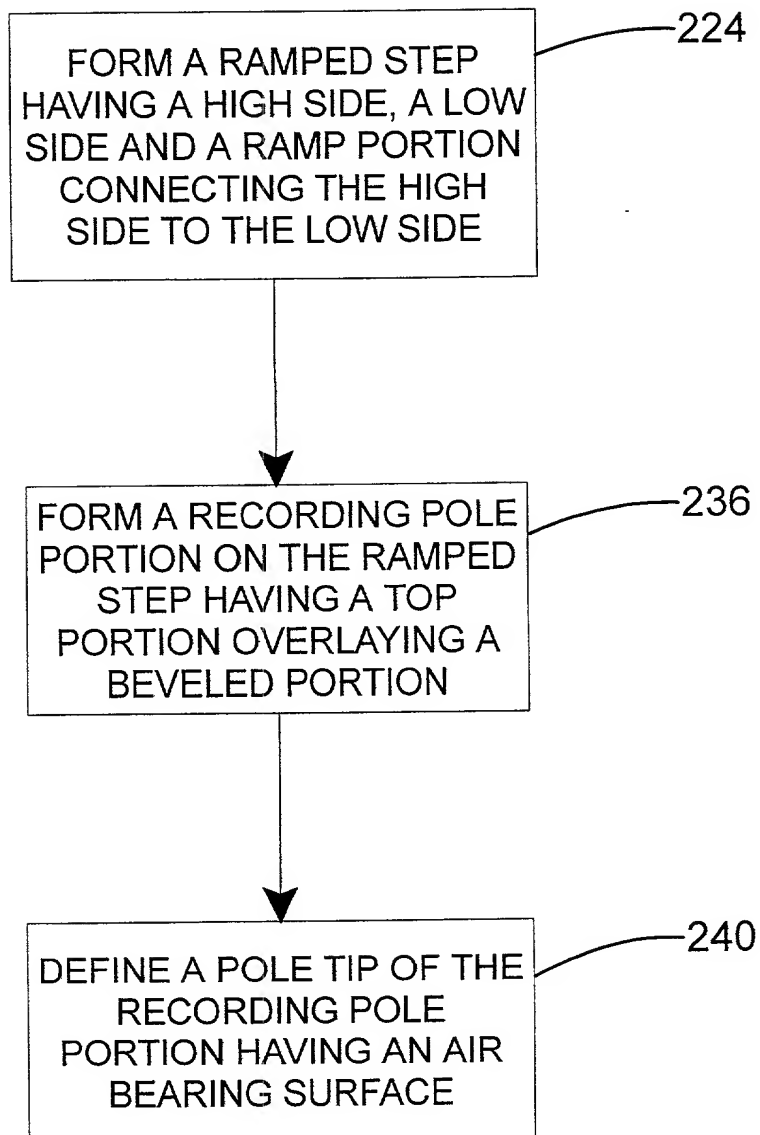 FORM A RAMPED STEP
HAVING A HIGH SIDE, A LOW
SIDE AND A RAMP PORTION
CONNECTING THE HIGH
SIDE TO THE LOW SIDE
224
FORM A RECORDING POLE
PORTION ON THE RAMPED
STEP HAVING A TOP
PORTION OVERLAYING A
BEVELED PORTION
236
DEFINE A POLE TIP OF THE
RECORDING POLE
PORTION HAVING AN AIR
BEARING SURFACE
240